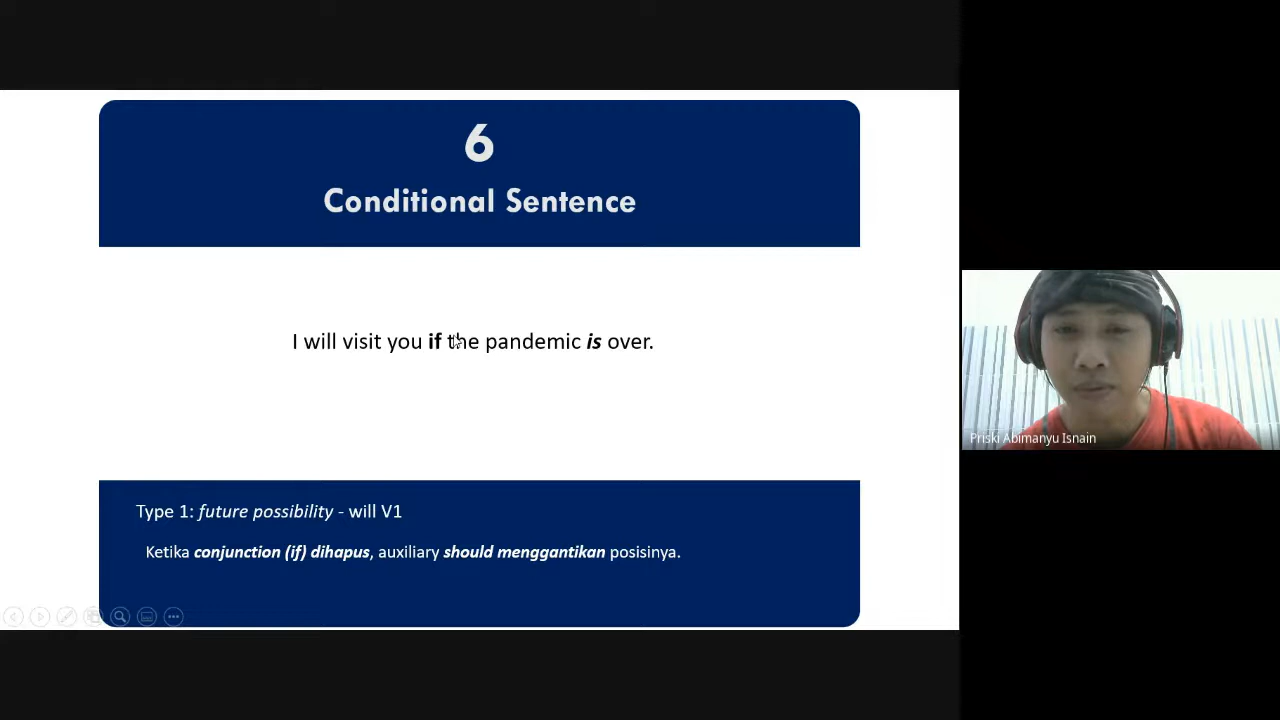 6
Conditional Sentence
I will visit you if the pandemic is over.
Type 1: future possibility - will V1
Ketika conjunction (if) dihapus, auxiliary should menggantikan posisinya.
Priski Abimanyu Isnain